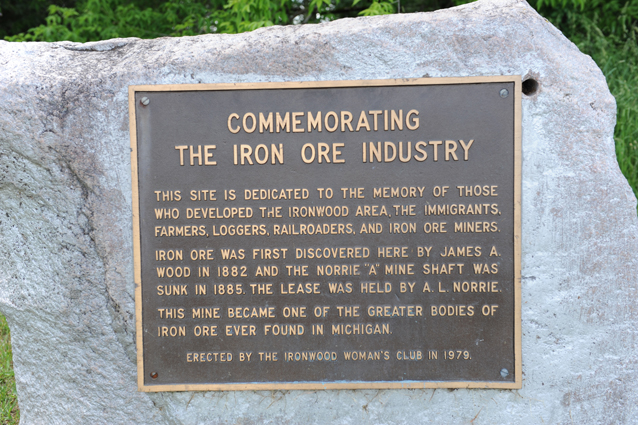 COMMEMORATING
THE IRON ORE INDUSTRY
THIS SITE IS DEDICATED TO THE MEMORY OF THOSE
WHO DEVELOPED THE IRONWOOD AREA, THE IMMIGRANTS,
FARMERS, LOGGERS, RAILROADERS, AND IRON ORE MINERS.
IRON ORE WAS FIRST DISCOVERED HERE BY JAMES A.
WOOD IN 1882 AND THE NORRIE "A" MINE SHAFT WAS
SUNK IN 1885. THE LEASE WAS HELD BY A. L. NORRIE.
THIS MINE BECAME ONE OF THE GREATER BODIES OF
IRON ORE EVER FOUND IN MICHIGAN.
ERECTED BY THE IRONWOOD WOMAN'S CLUB IN 1979.